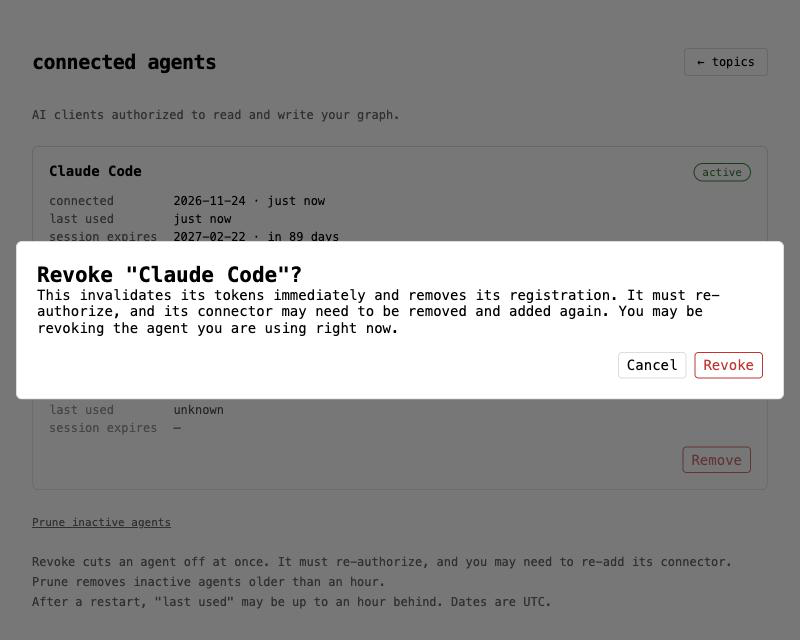 connected agents
← topics
AI clients authorized to read and write your graph.
Claude Code
active
connected 2026-11-24 · just now
last used just now
session expires 2027-02-22 · in 89 days
Revoke "Claude Code"?
This invalidates its tokens immediately and removes its registration. It must re-
authorize, and its connector may need to be removed and added again. You may be
revoking the agent you are using right now.
Cancel
Revoke
last used unknown
session expires —
Remove
Prune inactive agents
Revoke cuts an agent off at once. It must re-authorize, and you may need to re-add its connector.
Prune removes inactive agents older than an hour.
After a restart, "last used" may be up to an hour behind. Dates are UTC.